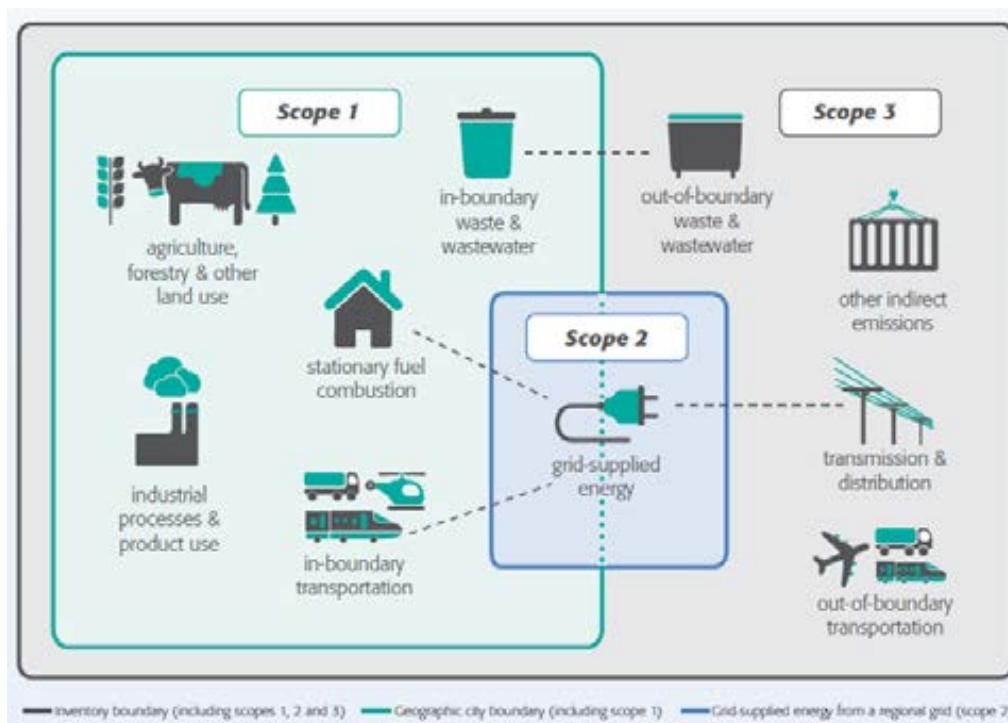 Scope 1
Scope 3
in-boundary
waste &
wastewater
out-of-boundary
waste &
wastewater
agriculture,
forestry & other
land use
other indirect
emissions
Scope 2
stationary fuel
combustion
grid-supplied
energy
transmission &
distribution
industrial
processes &
product use
in-boundary
transportation
out-of-boundary
transportation
Inventory boundary (including scopes 1, 2 and 3)
Geographic city boundary (including scope 1)
Grid-supplied energy from a regional grid (scope 2